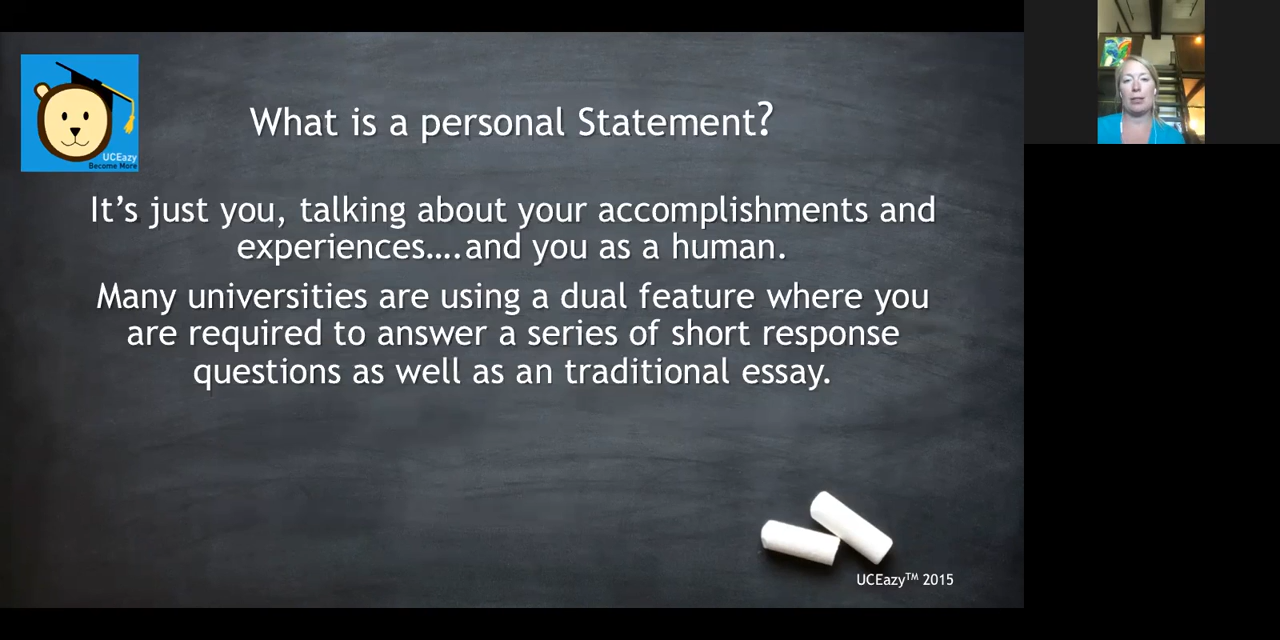 UCEazy
Become More
What is a personal Statement?
It's just you, talking about your accomplishments and
experiences....and you as a human.
Many universities are using a dual feature where you
are required to answer a series of short response
questions as well as an traditional essay.
UCEazy™ 2015